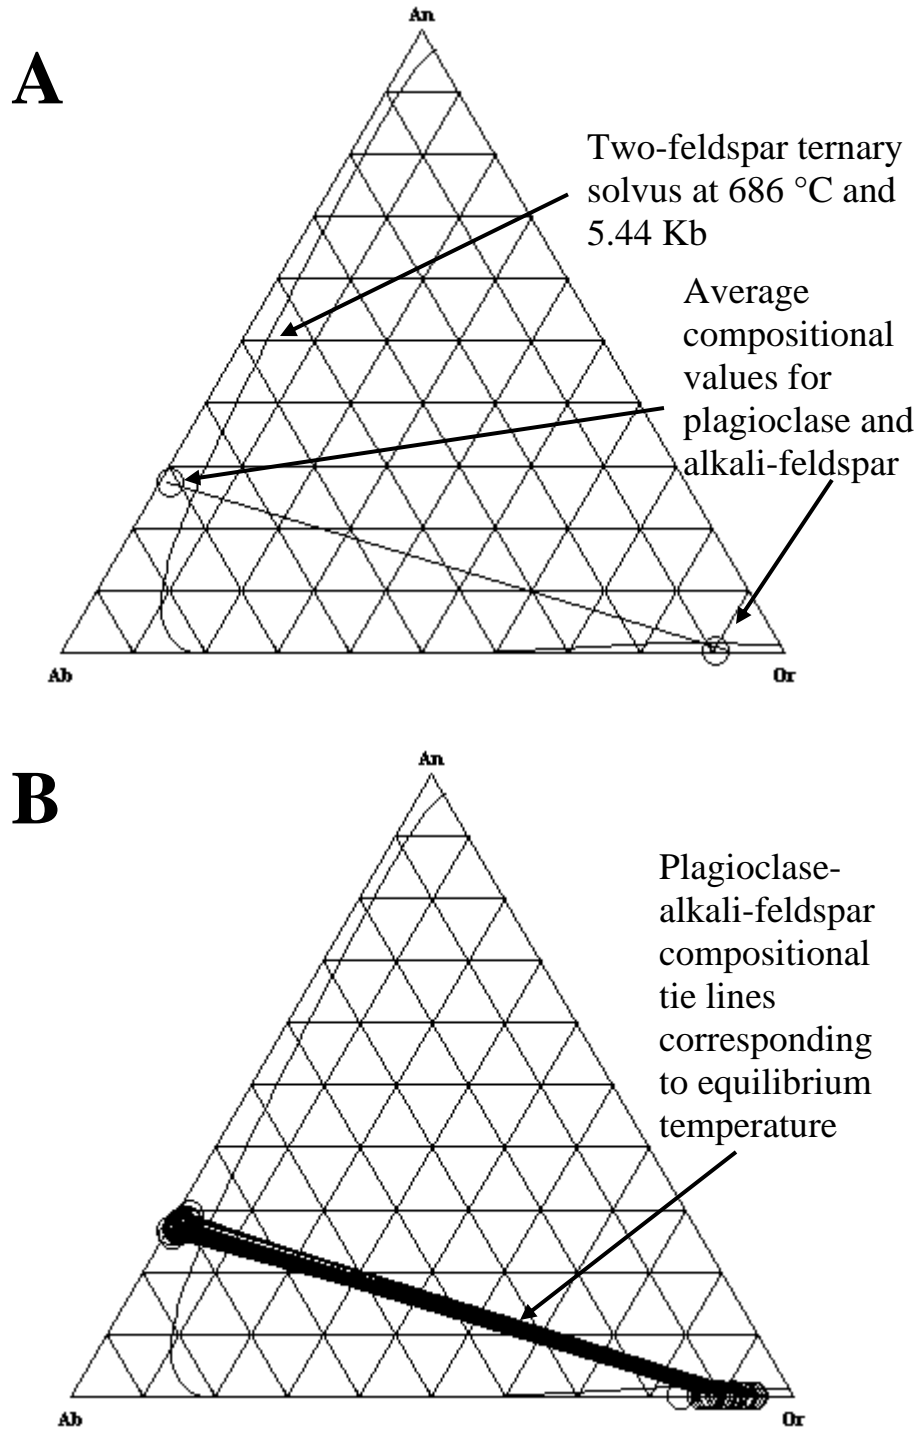 A
An
Two-feldspar ternary
solvus at 686 °C and
5.44 Kb
Average
compositional
values for
plagioclase and
alkali-feldspar
Ab
Or
B
An
Plagioclase-
alkali-feldspar
compositional
tie lines
corresponding
to equilibrium
temperature
Ab
Or